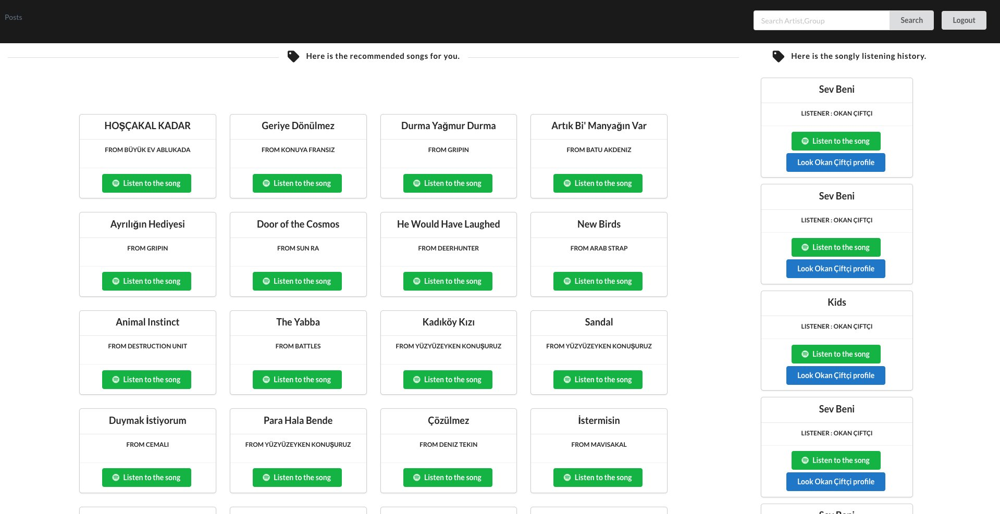 Posts
Search Artist,Group
Search
Logout
Here is the recommended songs for you.
HOŞÇAKAL KADAR
FROM BÜYÜK EV ABLUKADA
Listen to the song
Geriye Dönülmez
FROM KONUYA FRANSIZ
Listen to the song
Durma Yağmur Durma
FROM GRIPIN
Listen to the song
Artık Bi' Manyağın Var
FROM BATU AKDENIZ
Listen to the song
Ayrılığın Hediyesi
FROM GRIPIN
Listen to the song
Door of the Cosmos
FROM SUN RA
Listen to the song
He Would Have Laughed
FROM DEERHUNTER
Listen to the song
New Birds
FROM ARAB STRAP
Listen to the song
Animal Instinct
FROM DESTRUCTION UNIT
Listen to the song
The Yabba
FROM BATTLES
Listen to the song
Kadıköy Kızı
FROM YÜZYÜZEYKEN KONUŞURUZ
Listen to the song
Sandal
FROM YÜZYÜZEYKEN KONUŞURUZ
Listen to the song
Duymak İstiyorum
FROM CEMALI
Listen to the song
Para Hala Bende
FROM YÜZYÜZEYKEN KONUŞURUZ
Listen to the song
Çözülmez
FROM DENIZ TEKIN
Listen to the song
İstermisin
FROM MAVISAKAL
Listen to the song
Here is the songly listening history.
Sev Beni
LISTENER : OKAN ÇIFTÇI
Listen to the song
Look Okan Çiftçi profile
Sev Beni
LISTENER : OKAN ÇIFTÇI
Listen to the song
Look Okan Çiftçi profile
Kids
LISTENER : OKAN ÇIFTÇI
Listen to the song
Look Okan Çiftçi profile
Sev Beni
LISTENER : OKAN ÇIFTÇI
Listen to the song
Look Okan Çiftçi profile
Sev Beni